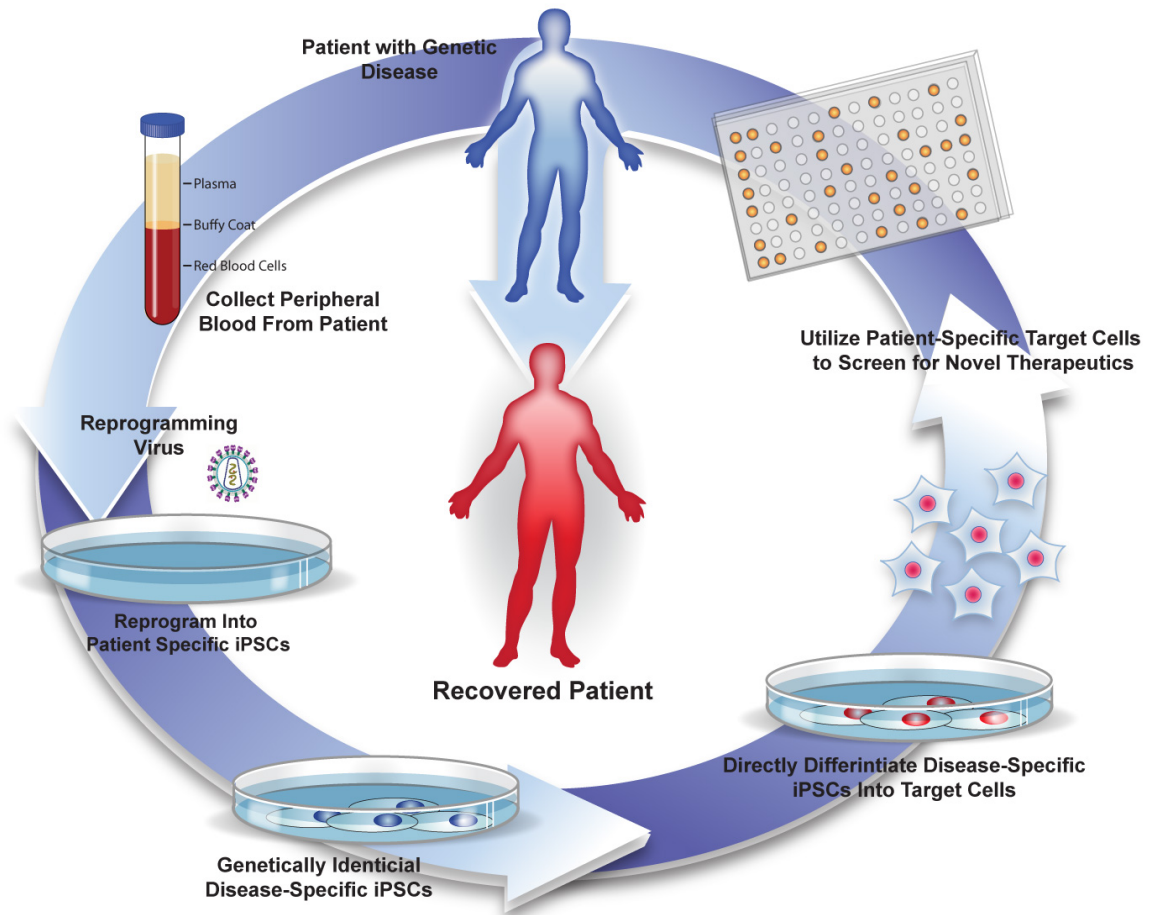 Patient with Genetic
Disease
Plasma
Buffy Coat
Red Blood Cells
Collect Peripheral
Blood From Patient
Reprogramming
Virus
Reprogram Into
Patient Specific iPSCs
Genetically Identicial
Disease-Specific iPSCs
Directly Differintiate Disease-Specific
iPSCs Into Target Cells
Utilize Patient-Specific Target Cells
to Screen for Novel Therapeutics
Recovered Patient